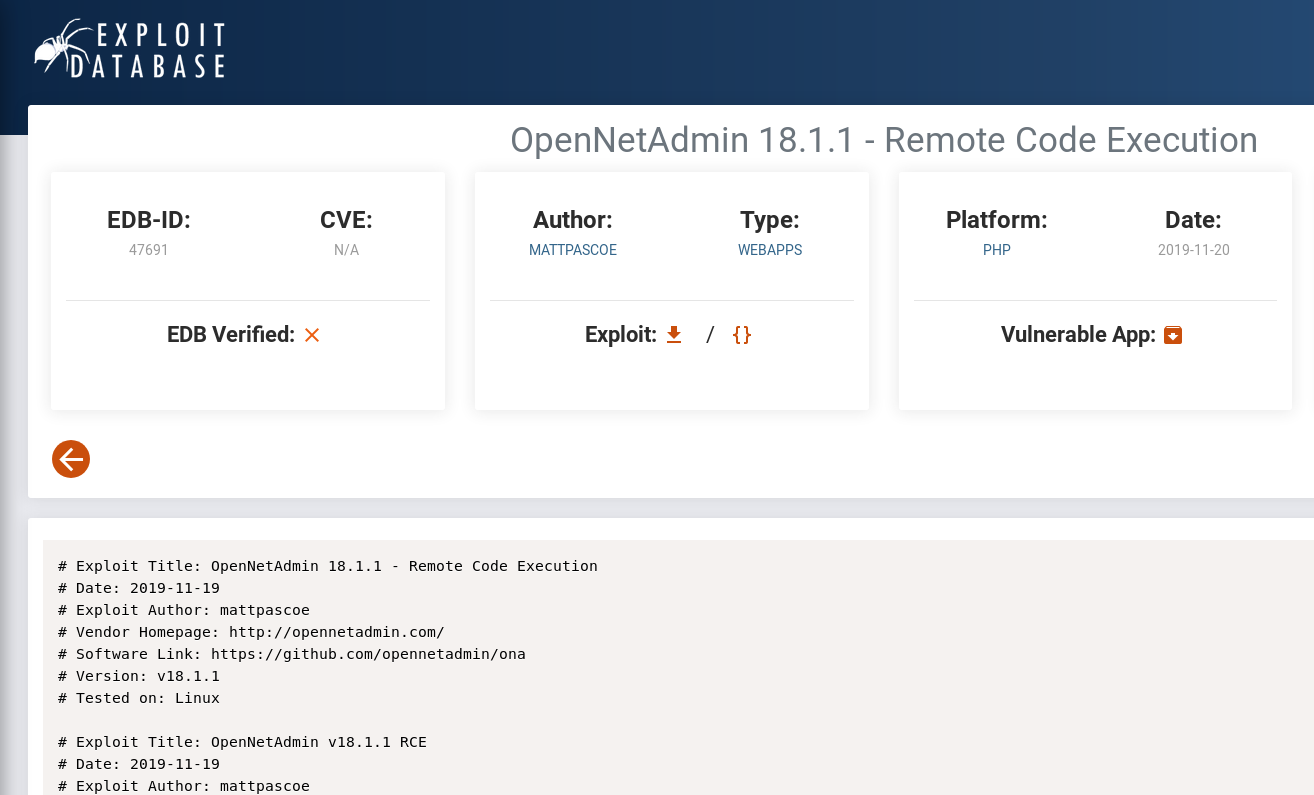 EXPLOIT
DATABASE
OpenNetAdmin 18.1.1 - Remote Code Execution
EDB-ID:
47691
CVE:
N/A
EDB Verified:
Author:
MATTPASCOE
Type:
WEBAPPS
Exploit: / {}
Platform:
PHP
Date:
2019-11-20
Vulnerable App:
# Exploit Title: OpenNetAdmin 18.1.1 - Remote Code Execution
# Date: 2019-11-19
# Exploit Author: mattpascoe
# Vendor Homepage: http://opennetadmin.com/
# Software Link: https://github.com/opennetadmin/ona
# Version: v18.1.1
# Tested on: Linux
# Exploit Title: OpenNetAdmin v18.1.1 RCE
# Date: 2019-11-19
# Exploit Author: mattpascoe